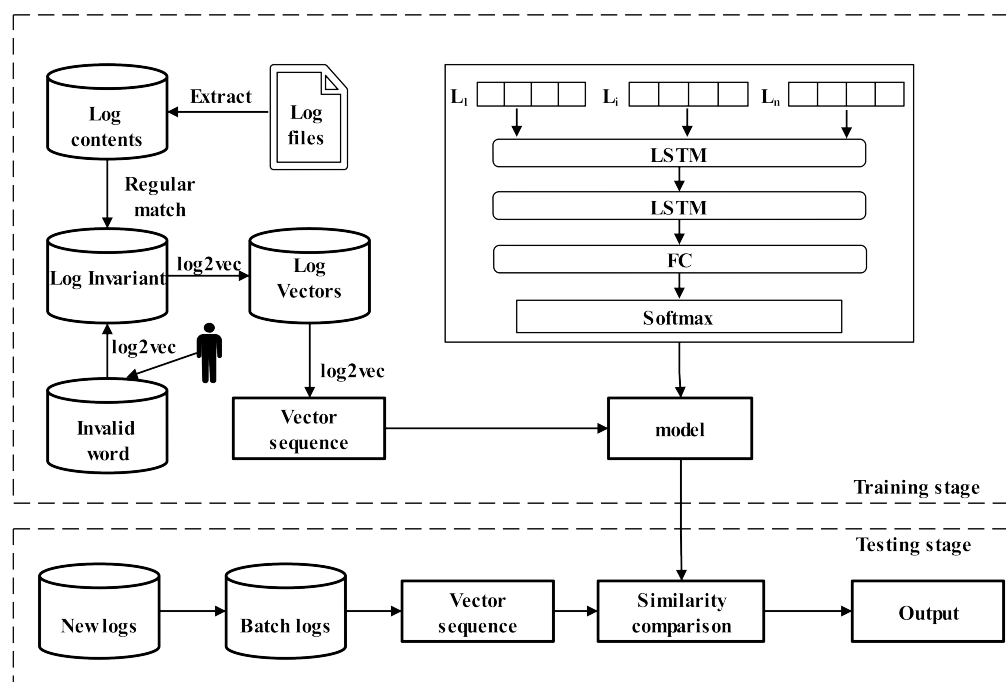 Log
contents
Extract
Log
files
Regular
match
Log Invariant
log2vec
Log
Vectors
log2vec
log2vec
Invalid
word
Vector
sequence
L1
Li
Ln
LSTM
LSTM
FC
Softmax
model
Training stage
Testing stage
New logs
Batch logs
Vector
sequence
Similarity
comparison
Output